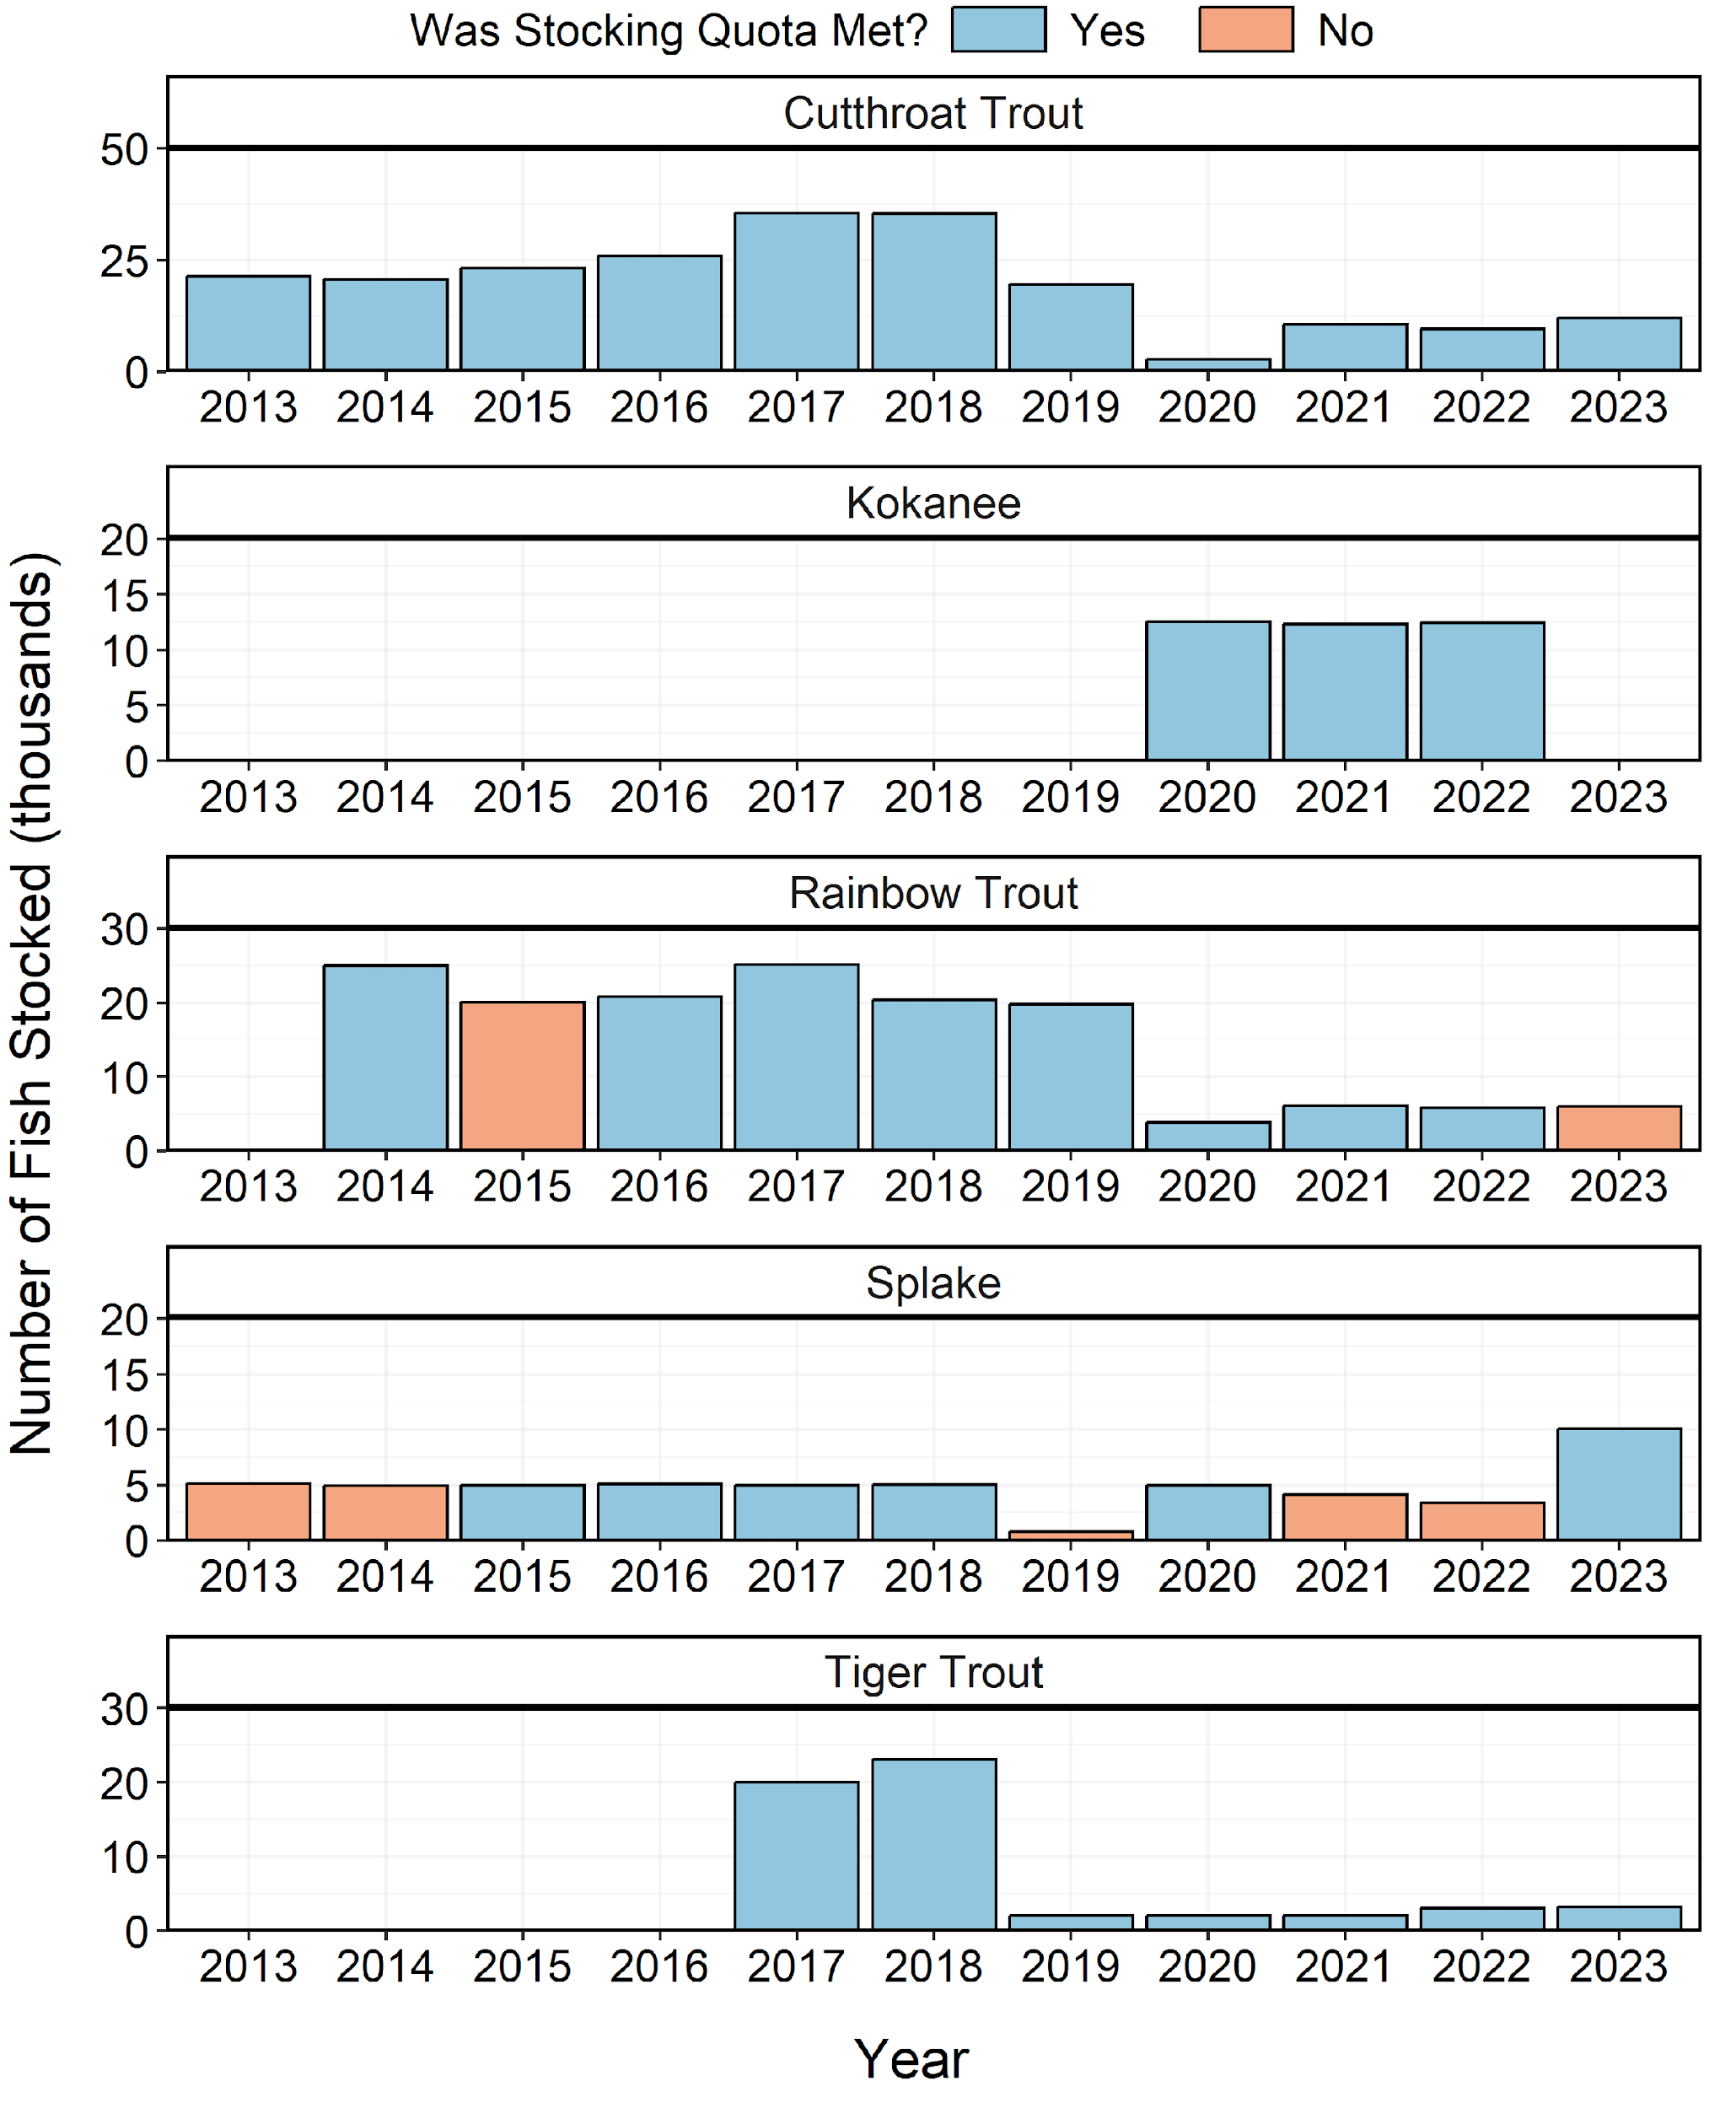 Was Stocking Quota Met? Yes No
Cutthroat Trout
50
25
0
2013 2014 2015 2016 2017 2018 2019 2020 2021 2022 2023
Kokanee
20
15
10
5
0
2013 2014 2015 2016 2017 2018 2019 2020 2021 2022 2023
Number of Fish Stocked (thousands)
Rainbow Trout
30
20
10
0
2013 2014 2015 2016 2017 2018 2019 2020 2021 2022 2023
Splake
20
15
10
5
0
2013 2014 2015 2016 2017 2018 2019 2020 2021 2022 2023
Tiger Trout
30
20
10
0
2013 2014 2015 2016 2017 2018 2019 2020 2021 2022 2023
Year